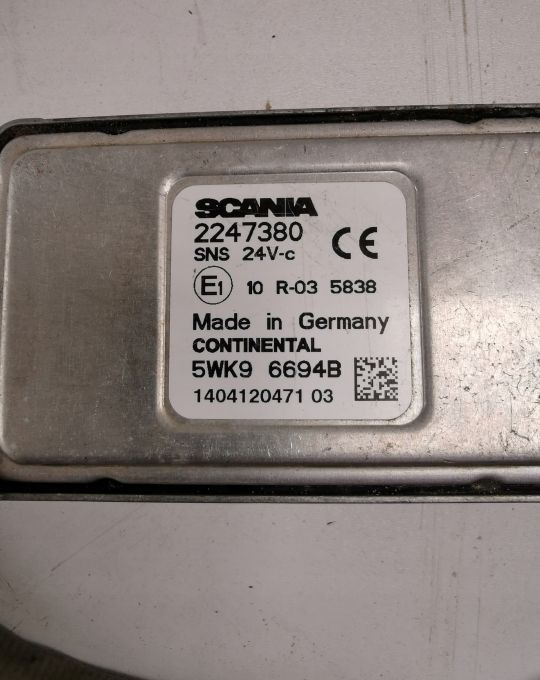 SCANIA
2247380
SNS 24V-c CE
E1 10 R-03 5838
Made in Germany
CONTINENTAL
5WK9 6694B
1404120471 03